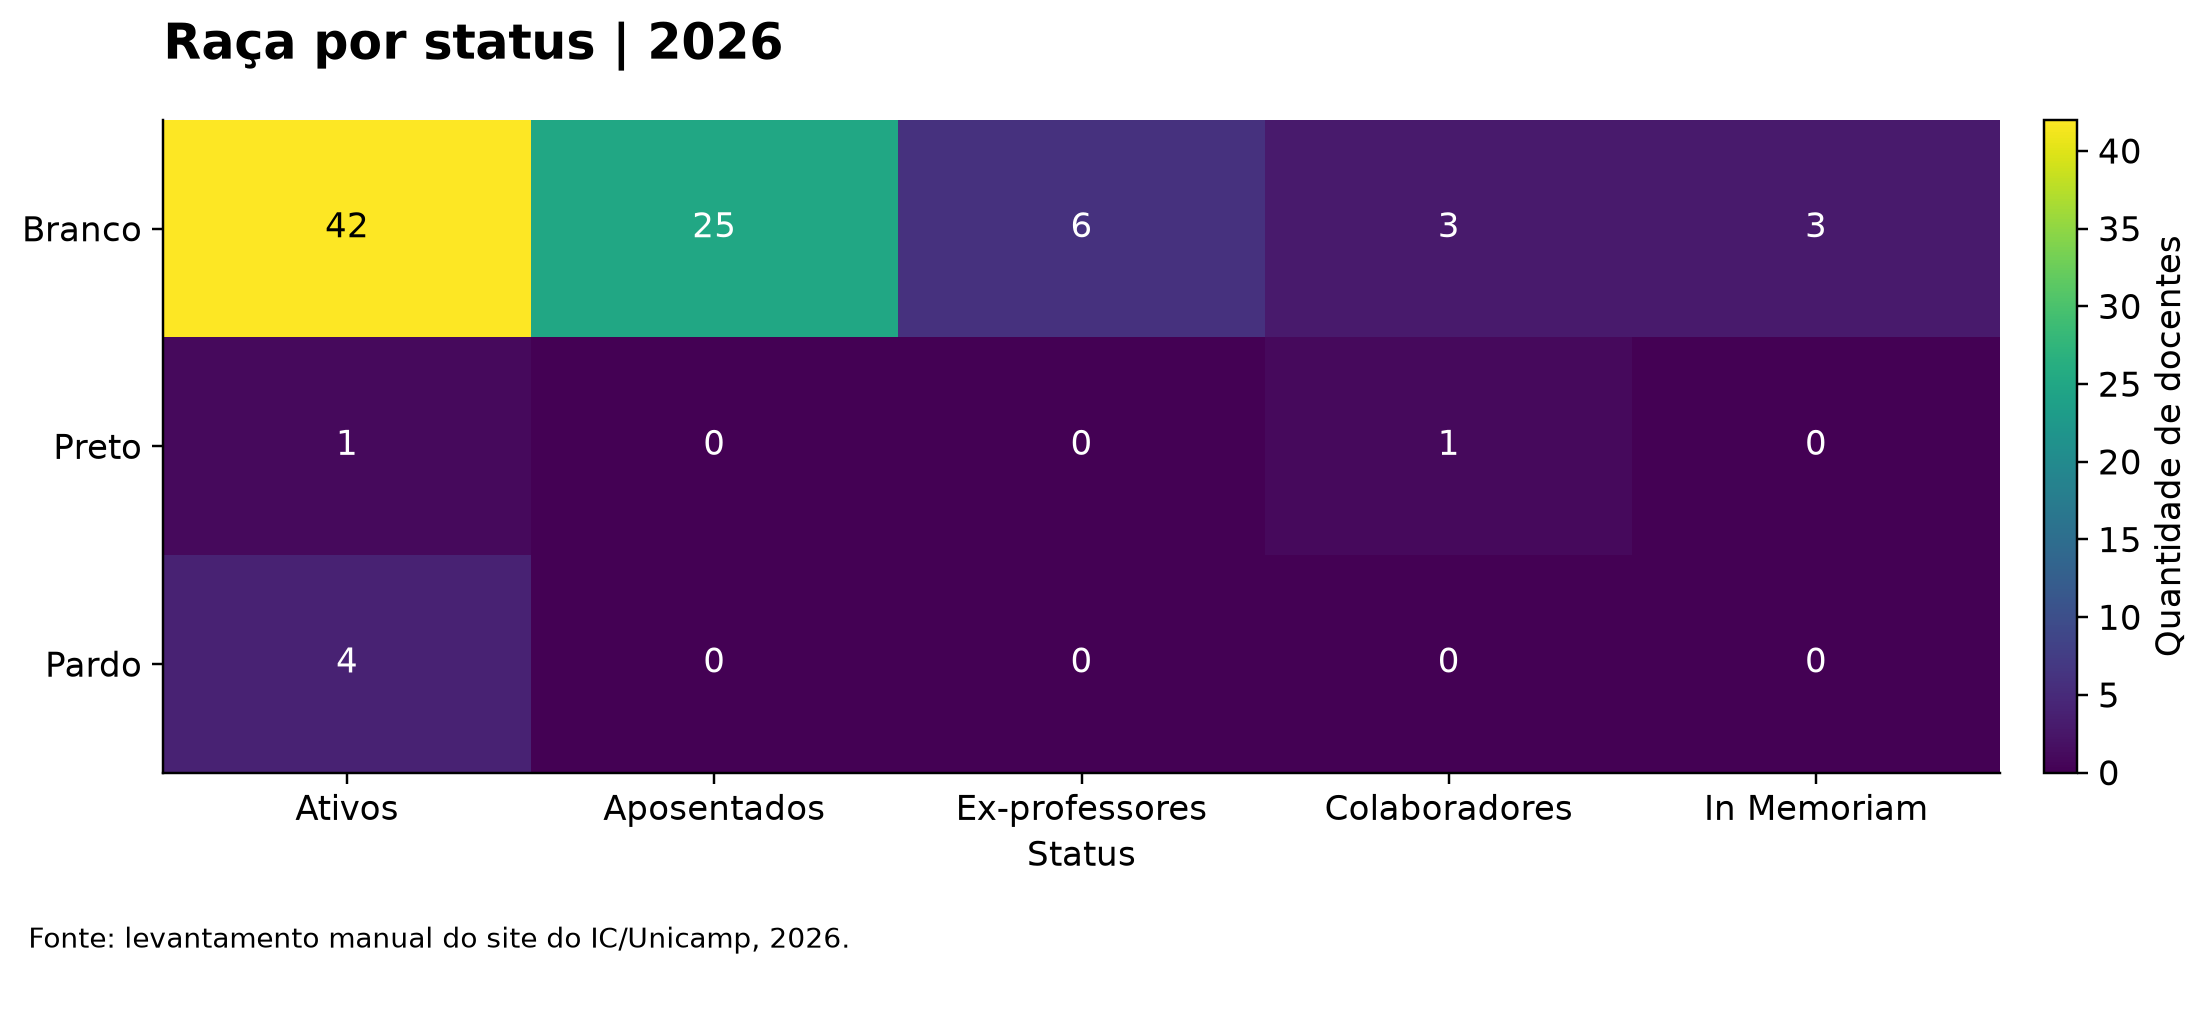 Raça por status | 2026
Branco 42 25 6 3 3
Preto 1 0 0 1 0
Pardo 4 0 0 0 0
Ativos Aposentados Ex-professores Colaboradores In Memoriam
Status
40
35
30
25
20
15
10
5
0
Quantidade de docentes
Fonte: levantamento manual do site do IC/Unicamp, 2026.